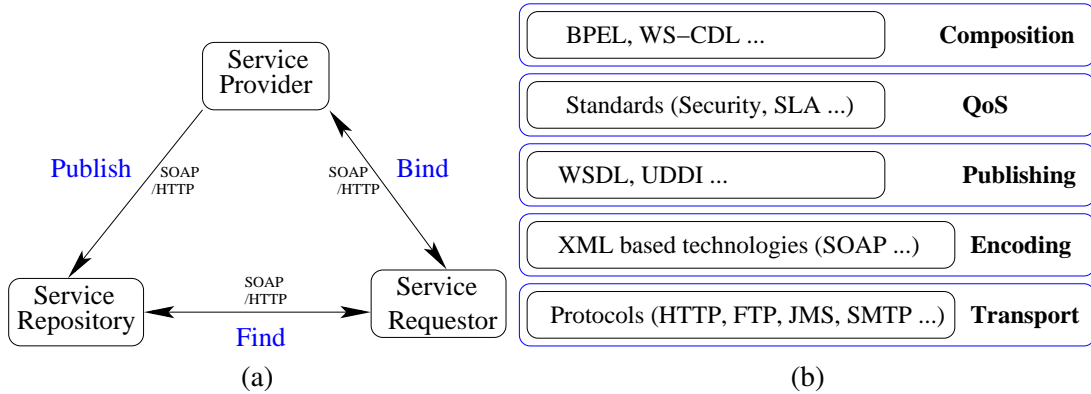 Service
Provider
Publish
SOAP
/HTTP
SOAP
/HTTP
Bind
Service
Repository
SOAP
/HTTP
Find
Service
Requestor
(a)
BPEL, WS–CDL ... Composition
Standards (Security, SLA ...) QoS
WSDL, UDDI ... Publishing
XML based technologies (SOAP ...) Encoding
Protocols (HTTP, FTP, JMS, SMTP ...) Transport
(b)